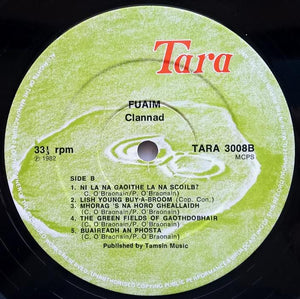 Tara
FUAIM
Clannad
33⅓ rpm
TARA 3008B
℗ 1982
MCPS
SIDE B
1. NI LA NA GAOITHE LA NA SCOILB?
(C. O'Braonain/P. O'Braonain)
2. LISH YOUNG BUY-A-BROOM (Cop. Con.)
3. MHORAG 'S NA HORO GHEALLAIDH
(C. O'Braonain/P. O'Braonain)
4. THE GREEN FIELDS OF GAOTHDOBHAIR
(C. O'Braonain/P. O'Braonain)
5. BUAIREADH AN PHOSTA
(C. O'Braonain/P. O'Braonain)
Published by Tamsin Music